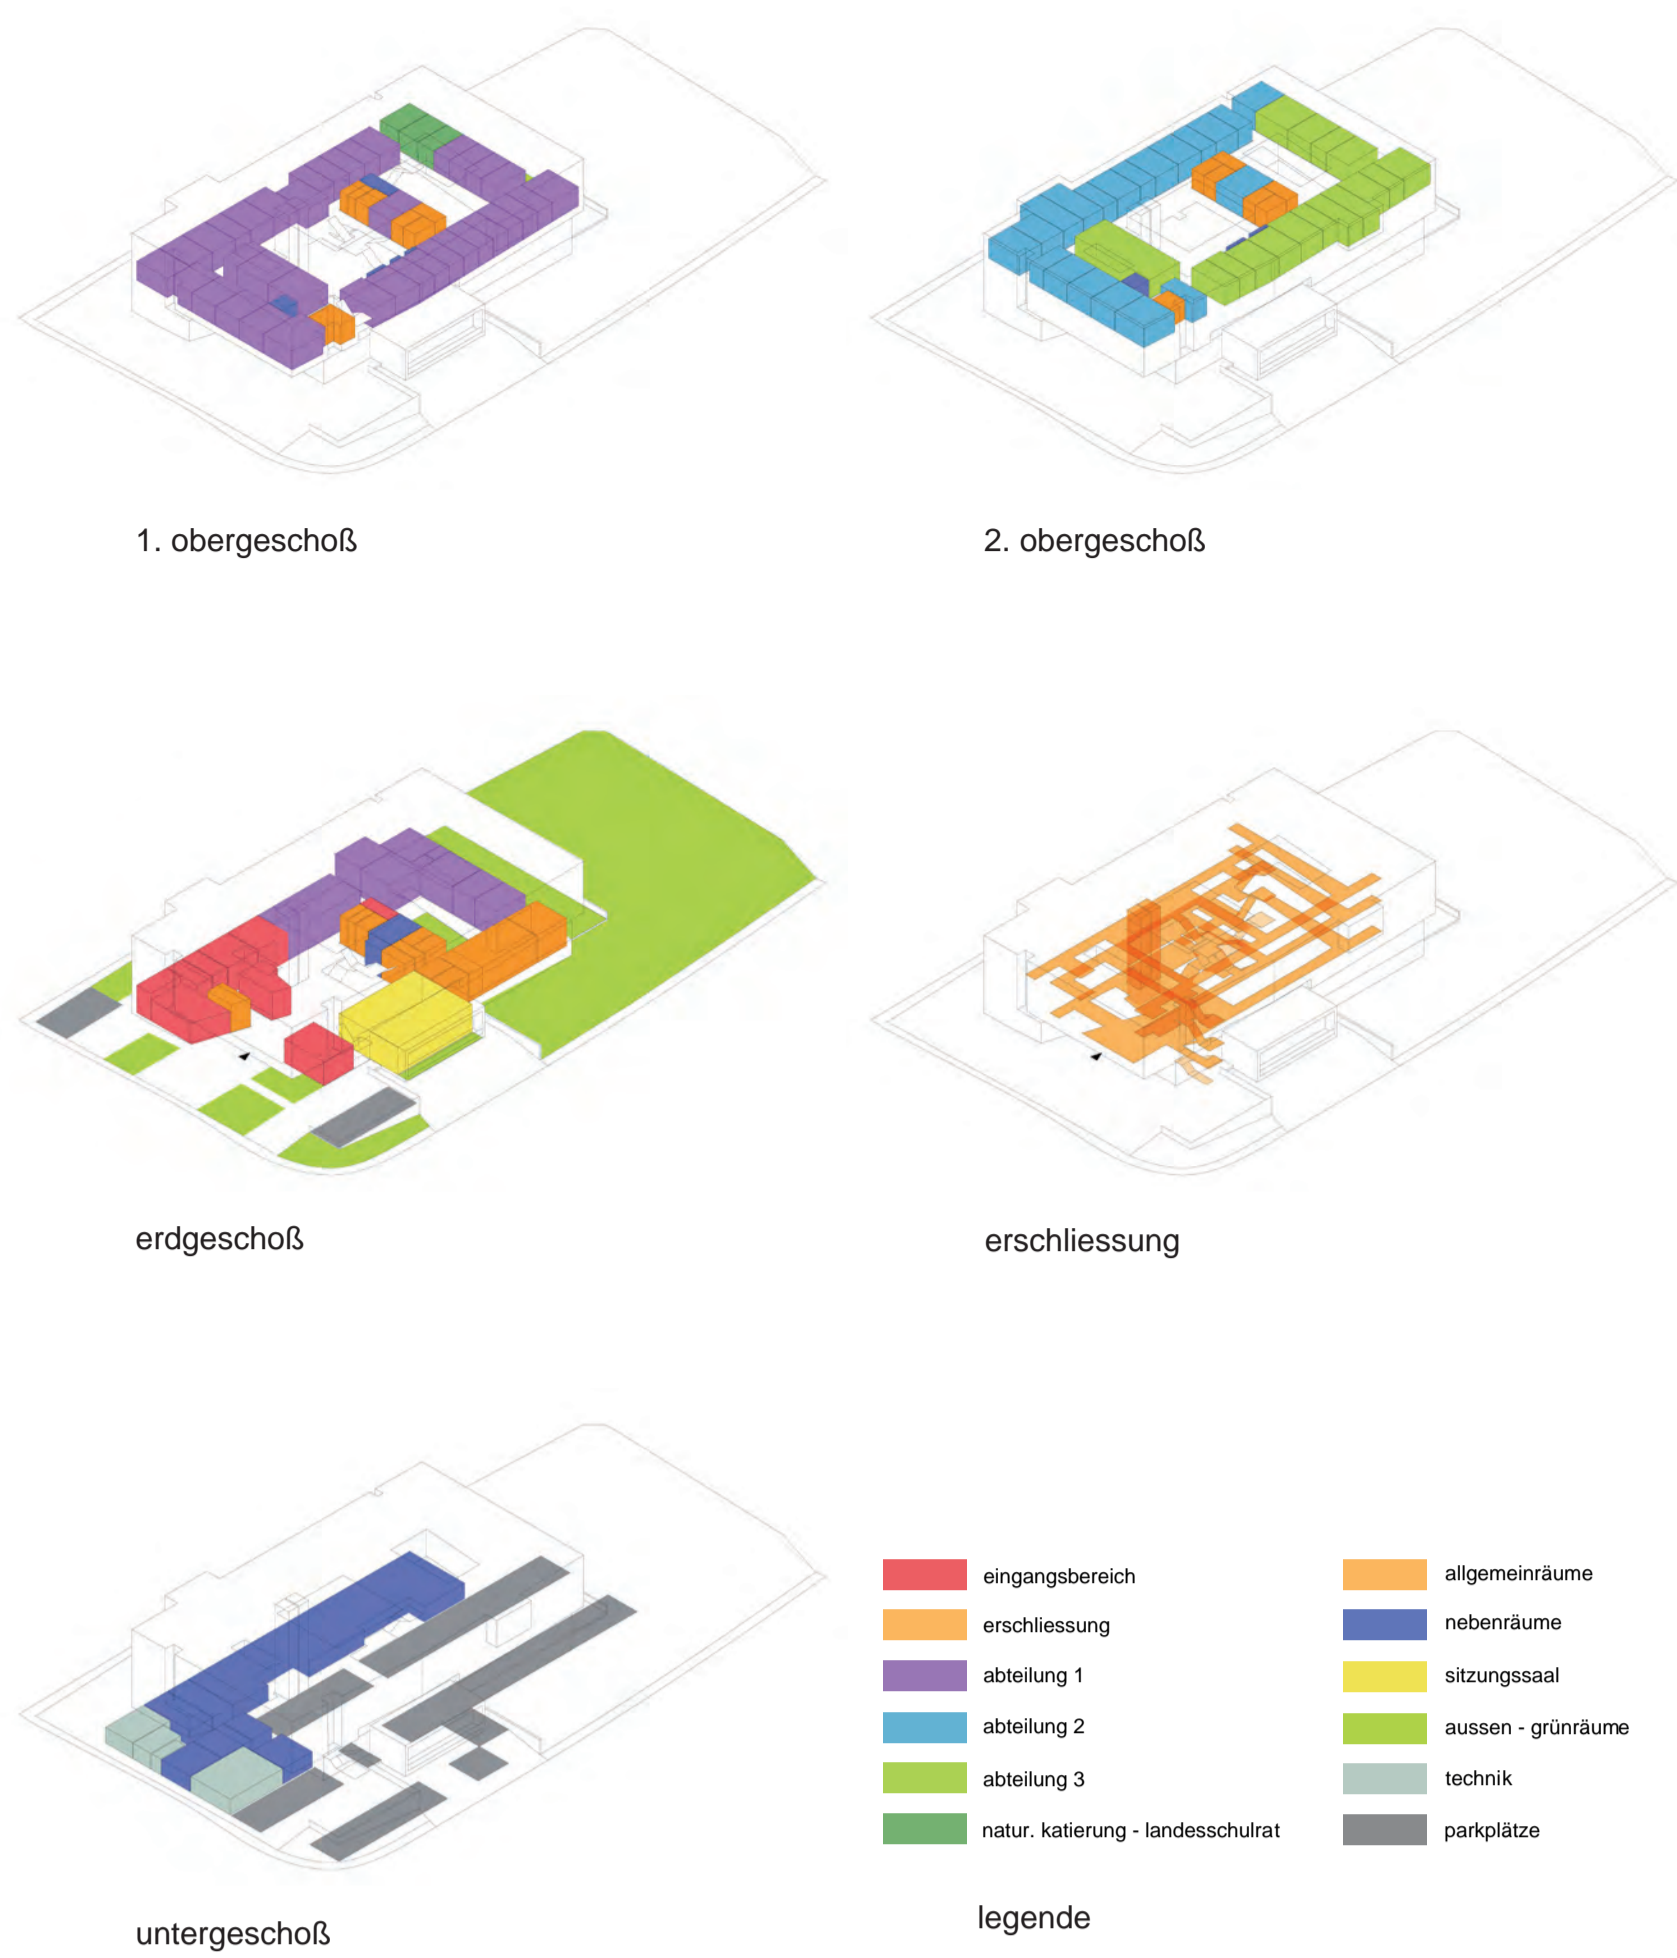 1. obergeschoß
2. obergeschoß
erdgeschoß
erschliessung
eingangsbereich
erschliessung
abteilung 1
abteilung 2
abteilung 3
natur. katierung - landesschulrat
allgemeinräume
nebenräume
sitzungssaal
aussen - grünräume
technik
parkplätze
legende
untergeschoß